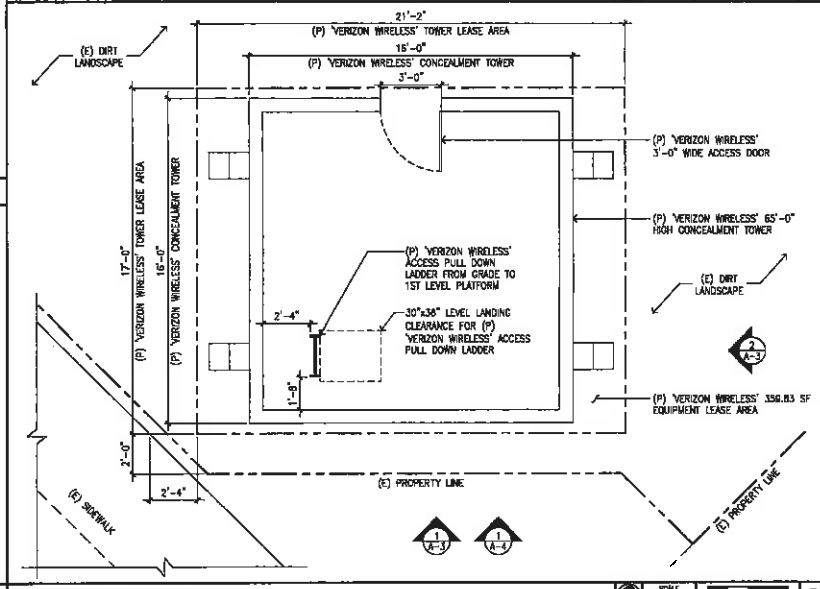 21'-2"
(P) 'VERIZON WIRELESS' TOWER LEASE AREA
16'-0"
(P) 'VERIZON WIRELESS' CONCEALMENT TOWER
3'-0"
(E) DIRT
LANDSCAPE
(P) 'VERIZON WIRELESS'
3'-0" WIDE ACCESS DOOR
17'-0"
(P) 'VERIZON WIRELESS' TOWER LEASE AREA
16'-0"
(P) 'VERIZON WIRELESS' CONCEALMENT TOWER
(P) 'VERIZON WIRELESS' 65'-0"
HIGH CONCEALMENT TOWER
(P) 'VERIZON WIRELESS'
ACCESS PULL DOWN
LADDER FROM GRADE TO
1ST LEVEL PLATFORM
(E) DIRT
LANDSCAPE
2'-4"
30"x36" LEVEL LANDING
CLEARANCE FOR (P)
'VERIZON WIRELESS' ACCESS
PULL DOWN LADDER
2
A-3
1'-8"
(P) 'VERIZON WIRELESS' 359.83 SF
EQUIPMENT LEASE AREA
2'-0"
2'-4"
(E) PROPERTY LINE
(E) PROPERTY LINE
(E) SIDEWALK
1
A-3
1
A-4